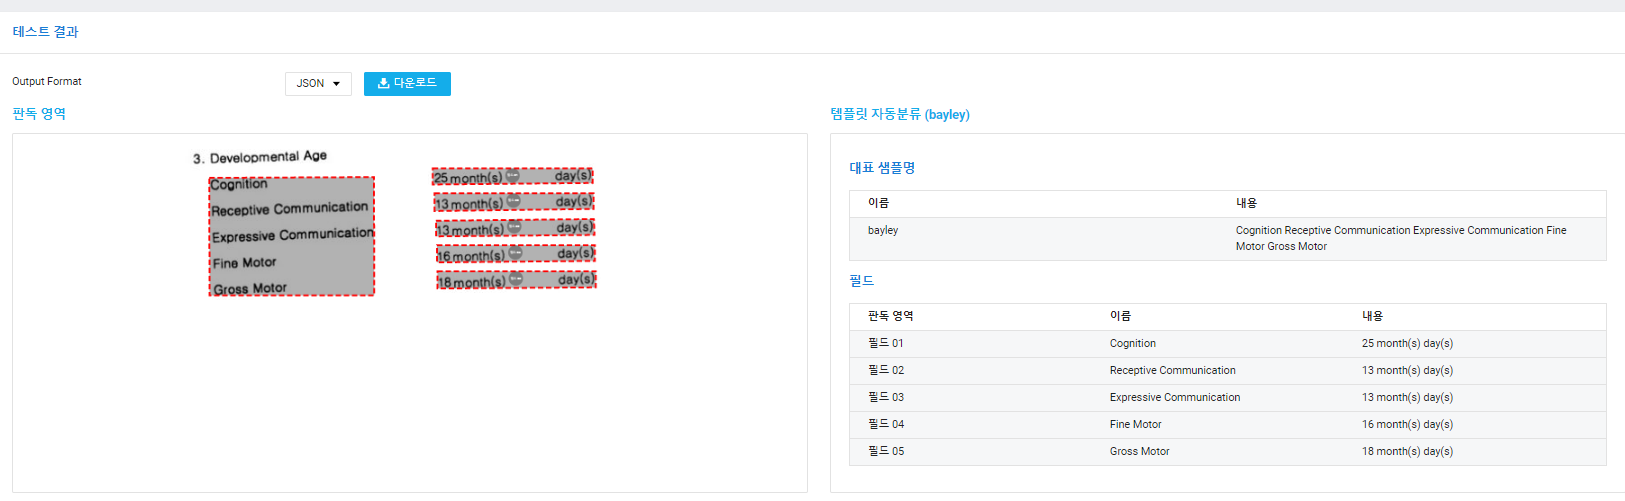 테스트 결과
Output Format
JSON
다운로드
판독 영역
3. Developmental Age
Cognition 25 month(s) day(s)
Receptive Communication 13 month(s) day(s)
Expressive Communication 13 month(s) day(s)
Fine Motor 16 month(s) day(s)
Gross Motor 18 month(s) day(s)
템플릿 자동분류 (bayley)
대표 샘플명
이름 내용
bayley Cognition Receptive Communication Expressive Communication Fine
Motor Gross Motor
필드
판독 영역 이름 내용
필드 01 Cognition 25 month(s) day(s)
필드 02 Receptive Communication 13 month(s) day(s)
필드 03 Expressive Communication 13 month(s) day(s)
필드 04 Fine Motor 16 month(s) day(s)
필드 05 Gross Motor 18 month(s) day(s)